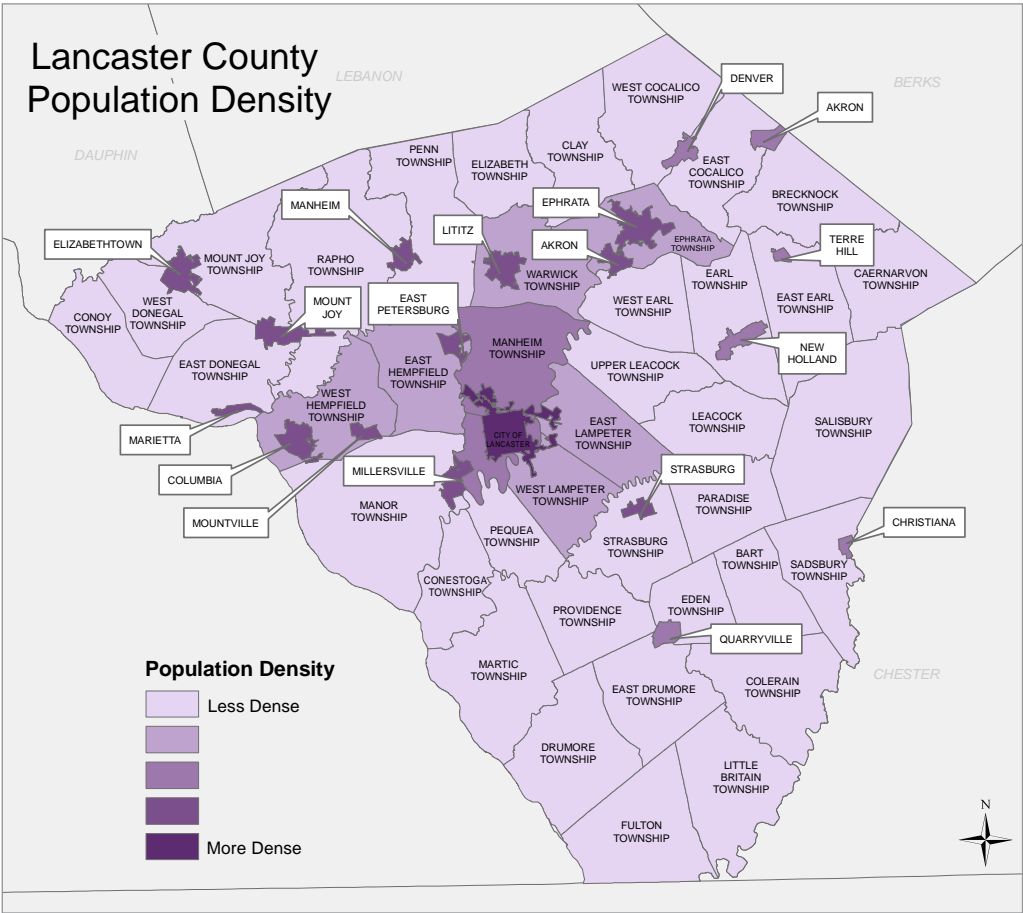 Lancaster County
Population Density
LEBANON
BERKS
DAUPHIN
CHESTER
DENVER
AKRON
WEST COCALICO
TOWNSHIP
CLAY
TOWNSHIP
PENN
TOWNSHIP
ELIZABETH
TOWNSHIP
EAST
COCALICO
TOWNSHIP
BRECKNOCK
TOWNSHIP
MANHEIM
EPHRATA
LITITZ
AKRON
EPHRATA
TOWNSHIP
TERRE
HILL
ELIZABETHTOWN
MOUNT JOY
TOWNSHIP
RAPHO
TOWNSHIP
WARWICK
TOWNSHIP
EARL
TOWNSHIP
CAERNARVON
TOWNSHIP
WEST
DONEGAL
TOWNSHIP
CONOY
TOWNSHIP
MOUNT
JOY
EAST
PETERSBURG
WEST EARL
TOWNSHIP
EAST EARL
TOWNSHIP
MANHEIM
TOWNSHIP
NEW
HOLLAND
EAST DONEGAL
TOWNSHIP
EAST
HEMPFIELD
TOWNSHIP
UPPER LEACOCK
TOWNSHIP
WEST
HEMPFIELD
TOWNSHIP
LEACOCK
TOWNSHIP
SALISBURY
TOWNSHIP
MARIETTA
CITY OF
LANCASTER
EAST
LAMPETER
TOWNSHIP
COLUMBIA
MILLERSVILLE
STRASBURG
MOUNTVILLE
MANOR
TOWNSHIP
WEST LAMPETER
TOWNSHIP
PARADISE
TOWNSHIP
CHRISTIANA
PEQUEA
TOWNSHIP
STRASBURG
TOWNSHIP
BART
TOWNSHIP
SADSBURY
TOWNSHIP
CONESTOGA
TOWNSHIP
PROVIDENCE
TOWNSHIP
EDEN
TOWNSHIP
QUARRYVILLE
MARTIC
TOWNSHIP
EAST DRUMORE
TOWNSHIP
COLERAIN
TOWNSHIP
DRUMORE
TOWNSHIP
LITTLE
BRITAIN
TOWNSHIP
FULTON
TOWNSHIP
Population Density
Less Dense
More Dense
N